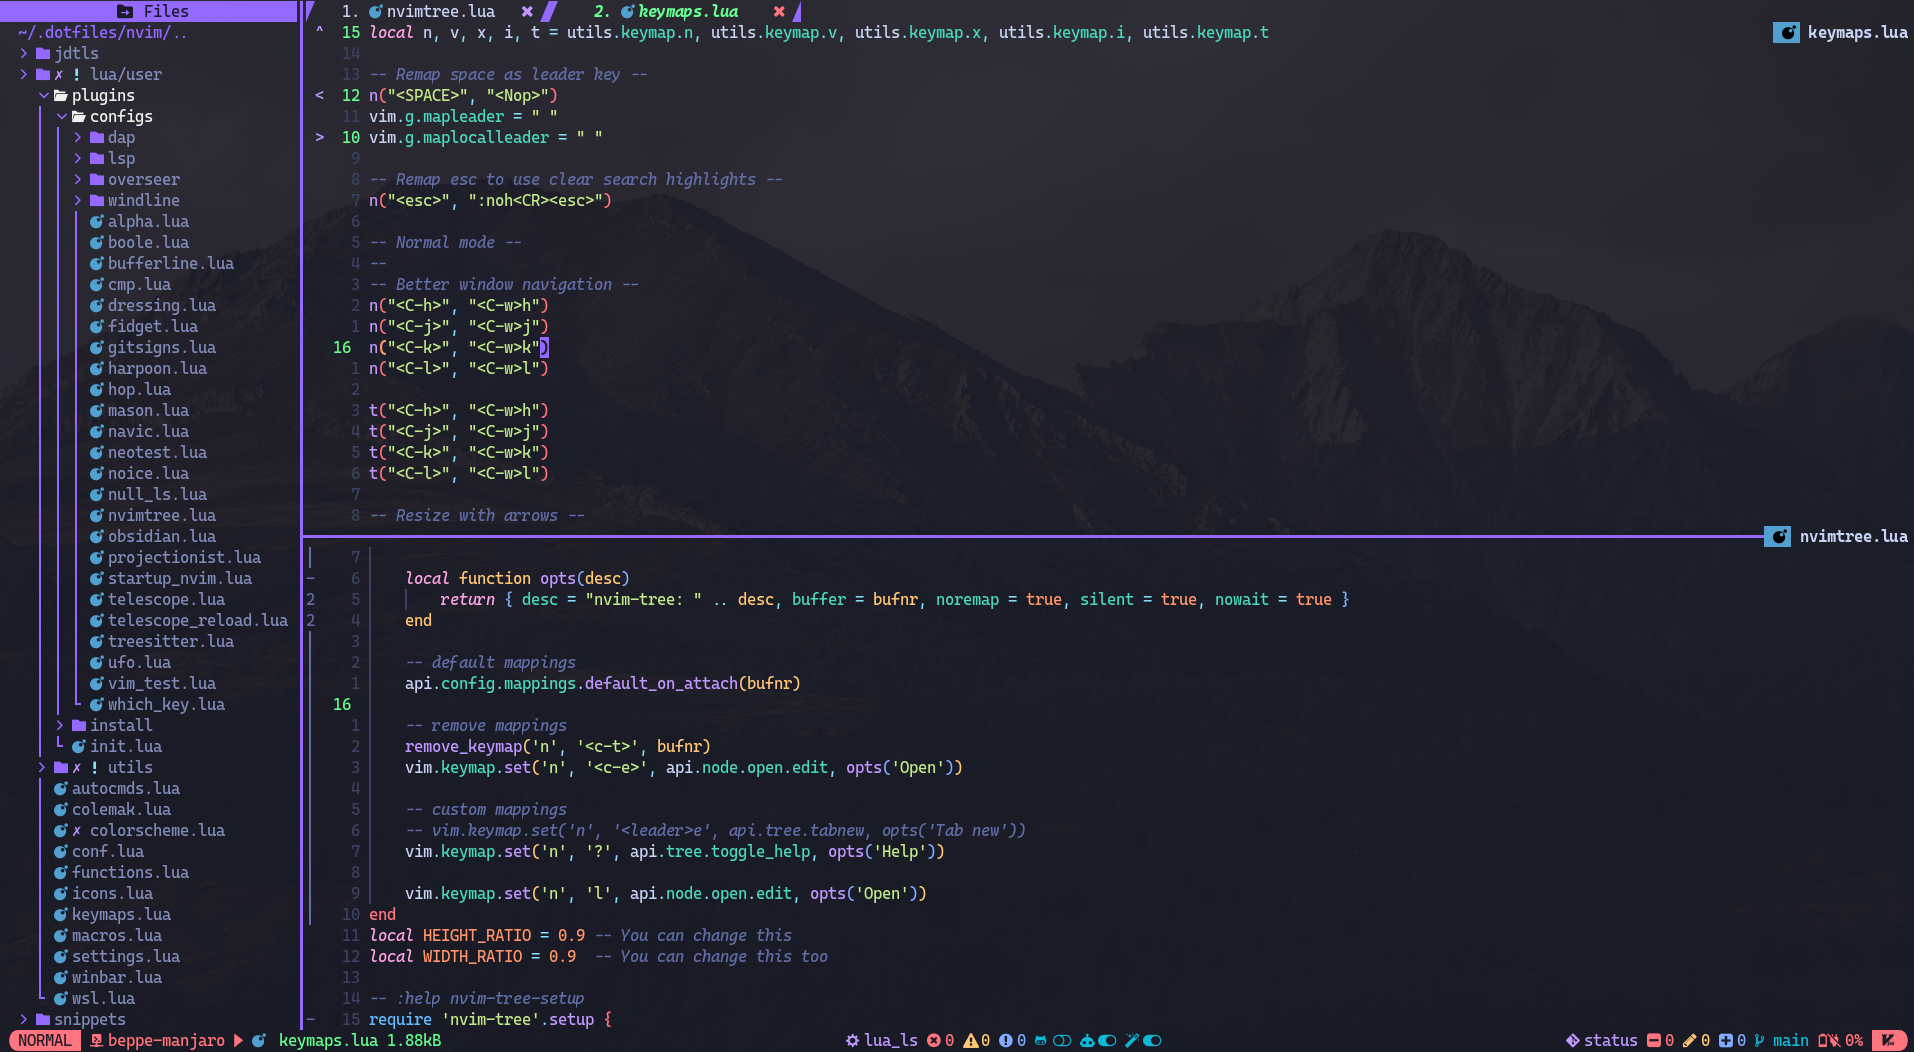 Files
~/.dotfiles/nvim/..
> jdtls
> ✗ ! lua/user
plugins
configs
> dap
> lsp
> overseer
> windline
alpha.lua
boole.lua
bufferline.lua
cmp.lua
dressing.lua
fidget.lua
gitsigns.lua
harpoon.lua
hop.lua
mason.lua
navic.lua
neotest.lua
noice.lua
null_ls.lua
nvimtree.lua
obsidian.lua
projectionist.lua
startup_nvim.lua
telescope.lua
telescope_reload.lua
treesitter.lua
ufo.lua
vim_test.lua
which_key.lua
> install
init.lua
> ✗ ! utils
autocmds.lua
colemak.lua
✗ colorscheme.lua
conf.lua
functions.lua
icons.lua
keymaps.lua
macros.lua
settings.lua
winbar.lua
wsl.lua
> snippets
1. nvimtree.lua ✖ 2. keymaps.lua ✖
^ 15 local n, v, x, i, t = utils.keymap.n, utils.keymap.v, utils.keymap.x, utils.keymap.i, utils.keymap.t keymaps.lua
14
13 -- Remap space as leader key --
< 12 n("<SPACE>", "<Nop>")
11 vim.g.mapleader = " "
> 10 vim.g.maplocalleader = " "
9
8 -- Remap esc to use clear search highlights --
7 n("<esc>", ":noh<CR><esc>")
6
5 -- Normal mode --
4 --
3 -- Better window navigation --
2 n("<C-h>", "<C-w>h")
1 n("<C-j>", "<C-w>j")
16 n("<C-k>", "<C-w>k")
1 n("<C-l>", "<C-w>l")
2
3 t("<C-h>", "<C-w>h")
4 t("<C-j>", "<C-w>j")
5 t("<C-k>", "<C-w>k")
6 t("<C-l>", "<C-w>l")
7
8 -- Resize with arrows --
nvimtree.lua
7
- 6 local function opts(desc)
2 5 return { desc = "nvim-tree: " .. desc, buffer = bufnr, noremap = true, silent = true, nowait = true }
2 4 end
3
2 -- default mappings
1 api.config.mappings.default_on_attach(bufnr)
16
1 -- remove mappings
2 remove_keymap('n', '<c-t>', bufnr)
3 vim.keymap.set('n', '<c-e>', api.node.open.edit, opts('Open'))
4
5 -- custom mappings
6 -- vim.keymap.set('n', '<leader>e', api.tree.tabnew, opts('Tab new'))
7 vim.keymap.set('n', '?', api.tree.toggle_help, opts('Help'))
8
9 vim.keymap.set('n', 'l', api.node.open.edit, opts('Open'))
10 end
11 local HEIGHT_RATIO = 0.9 -- You can change this
12 local WIDTH_RATIO = 0.9 -- You can change this too
13
14 -- :help nvim-tree-setup
- 15 require 'nvim-tree'.setup {
NORMAL beppe-manjaro keymaps.lua 1.88kB lua_ls 0 0 0 status 0 0 0 main 0%